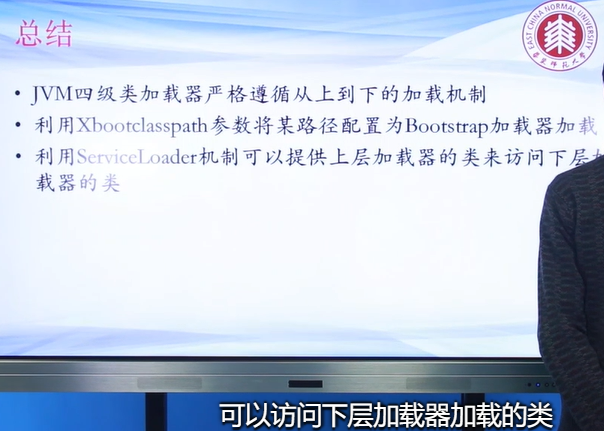 总结
EAST CHINA NORMAL UNIVERSITY
• JVM四级类加载器严格遵循从上到下的加载机制
• 利用Xbootclasspath参数将某路径配置为Bootstrap加载器加载
• 利用ServiceLoader机制可以提供上层加载器的类来访问下层加
载器的类
可以访问下层加载器加载的类